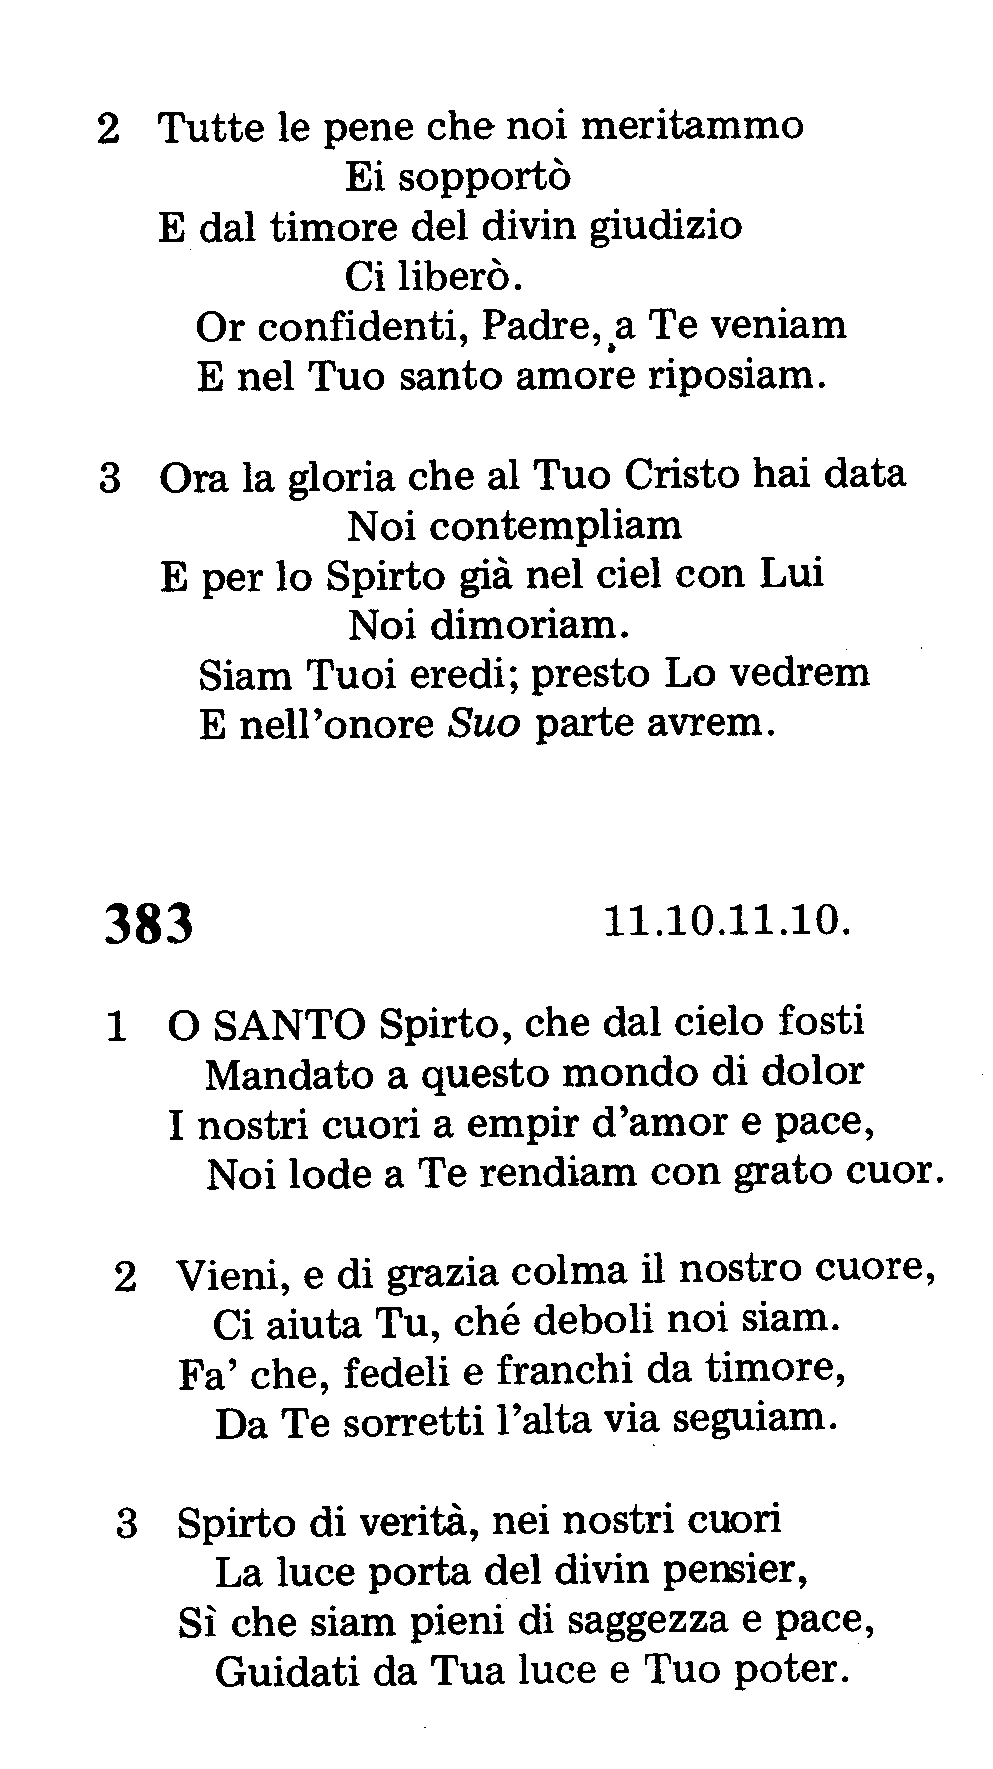 2 Tutte le pene che noi meritammo
Ei sopportò
E dal timore del divin giudizio
Ci liberò.
Or confidenti, Padre, a Te veniam
E nel Tuo santo amore riposiam.
3 Ora la gloria che al Tuo Cristo hai data
Noi contempliam
E per lo Spirto già nel ciel con Lui
Noi dimoriam.
Siam Tuoi eredi; presto Lo vedrem
E nell'onore Suo parte avrem.
383 11.10.11.10.
1 O SANTO Spirto, che dal cielo fosti
Mandato a questo mondo di dolor
I nostri cuori a empir d'amor e pace,
Noi lode a Te rendiam con grato cuor.
2 Vieni, e di grazia colma il nostro cuore,
Ci aiuta Tu, ché deboli noi siam.
Fa' che, fedeli e franchi da timore,
Da Te sorretti l'alta via seguiam.
3 Spirto di verità, nei nostri cuori
La luce porta del divin pensier,
Sì che siam pieni di saggezza e pace,
Guidati da Tua luce e Tuo poter.